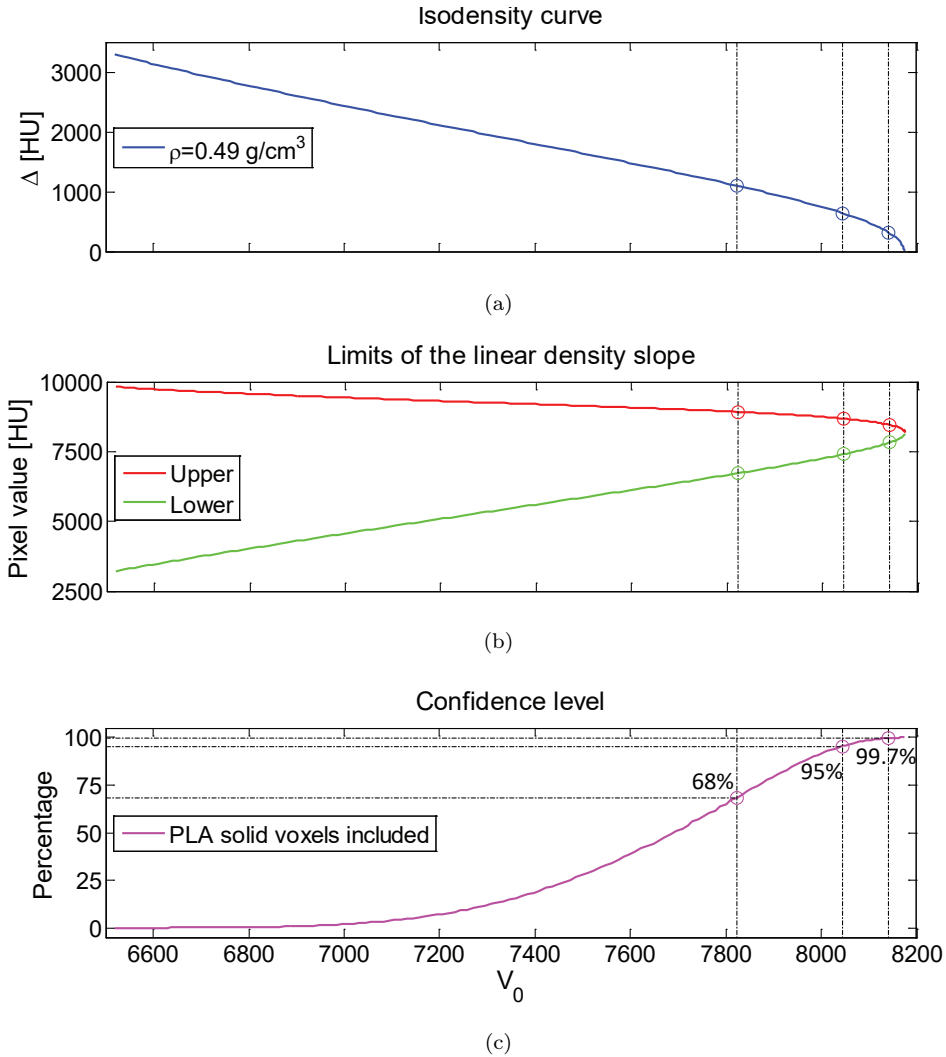 Isodensity curve
Δ [HU]
3000
2000
1000
0
ρ=0.49 g/cm³
(a)
Limits of the linear density slope
Pixel value [HU]
10000
7500
5000
2500
Upper
Lower
(b)
Confidence level
Percentage
100
75
50
25
0
68%
95%
99.7%
PLA solid voxels included
6600 6800 7000 7200 7400 7600 7800 8000 8200
V₀
(c)